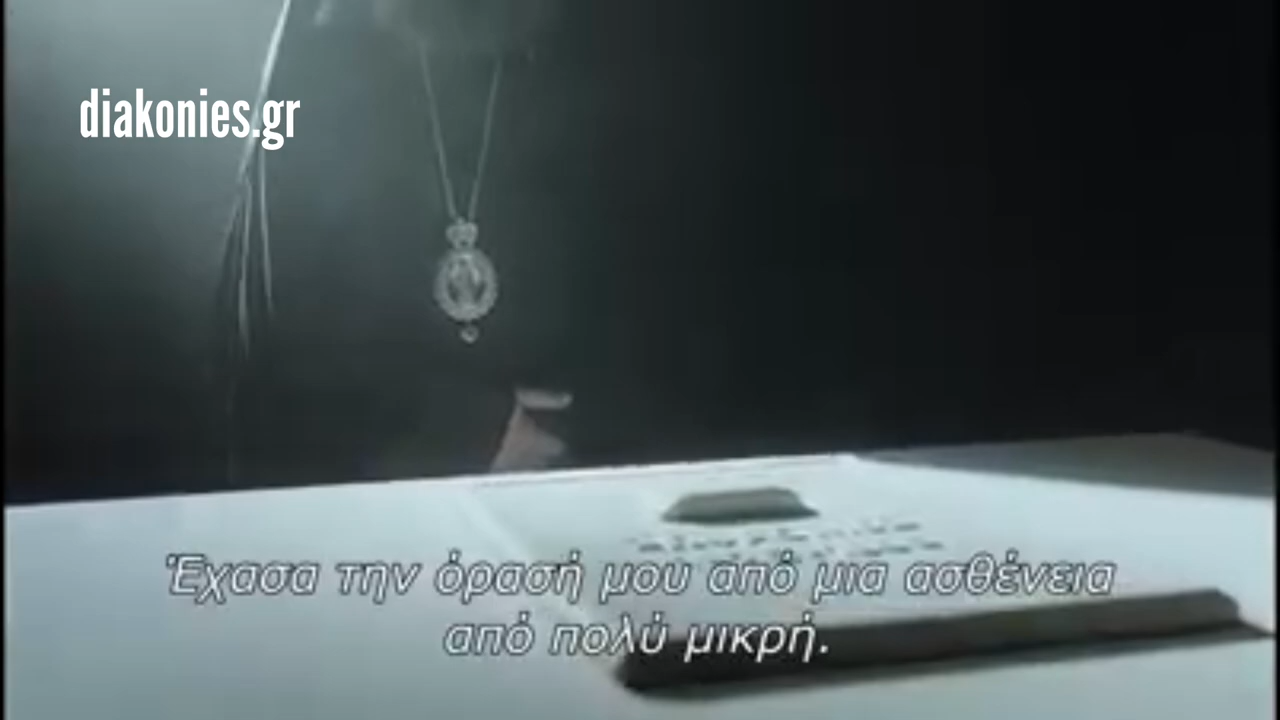 diakonies.gr
Έχασα την όρασή μου από μια ασθένεια
από πολύ μικρή.